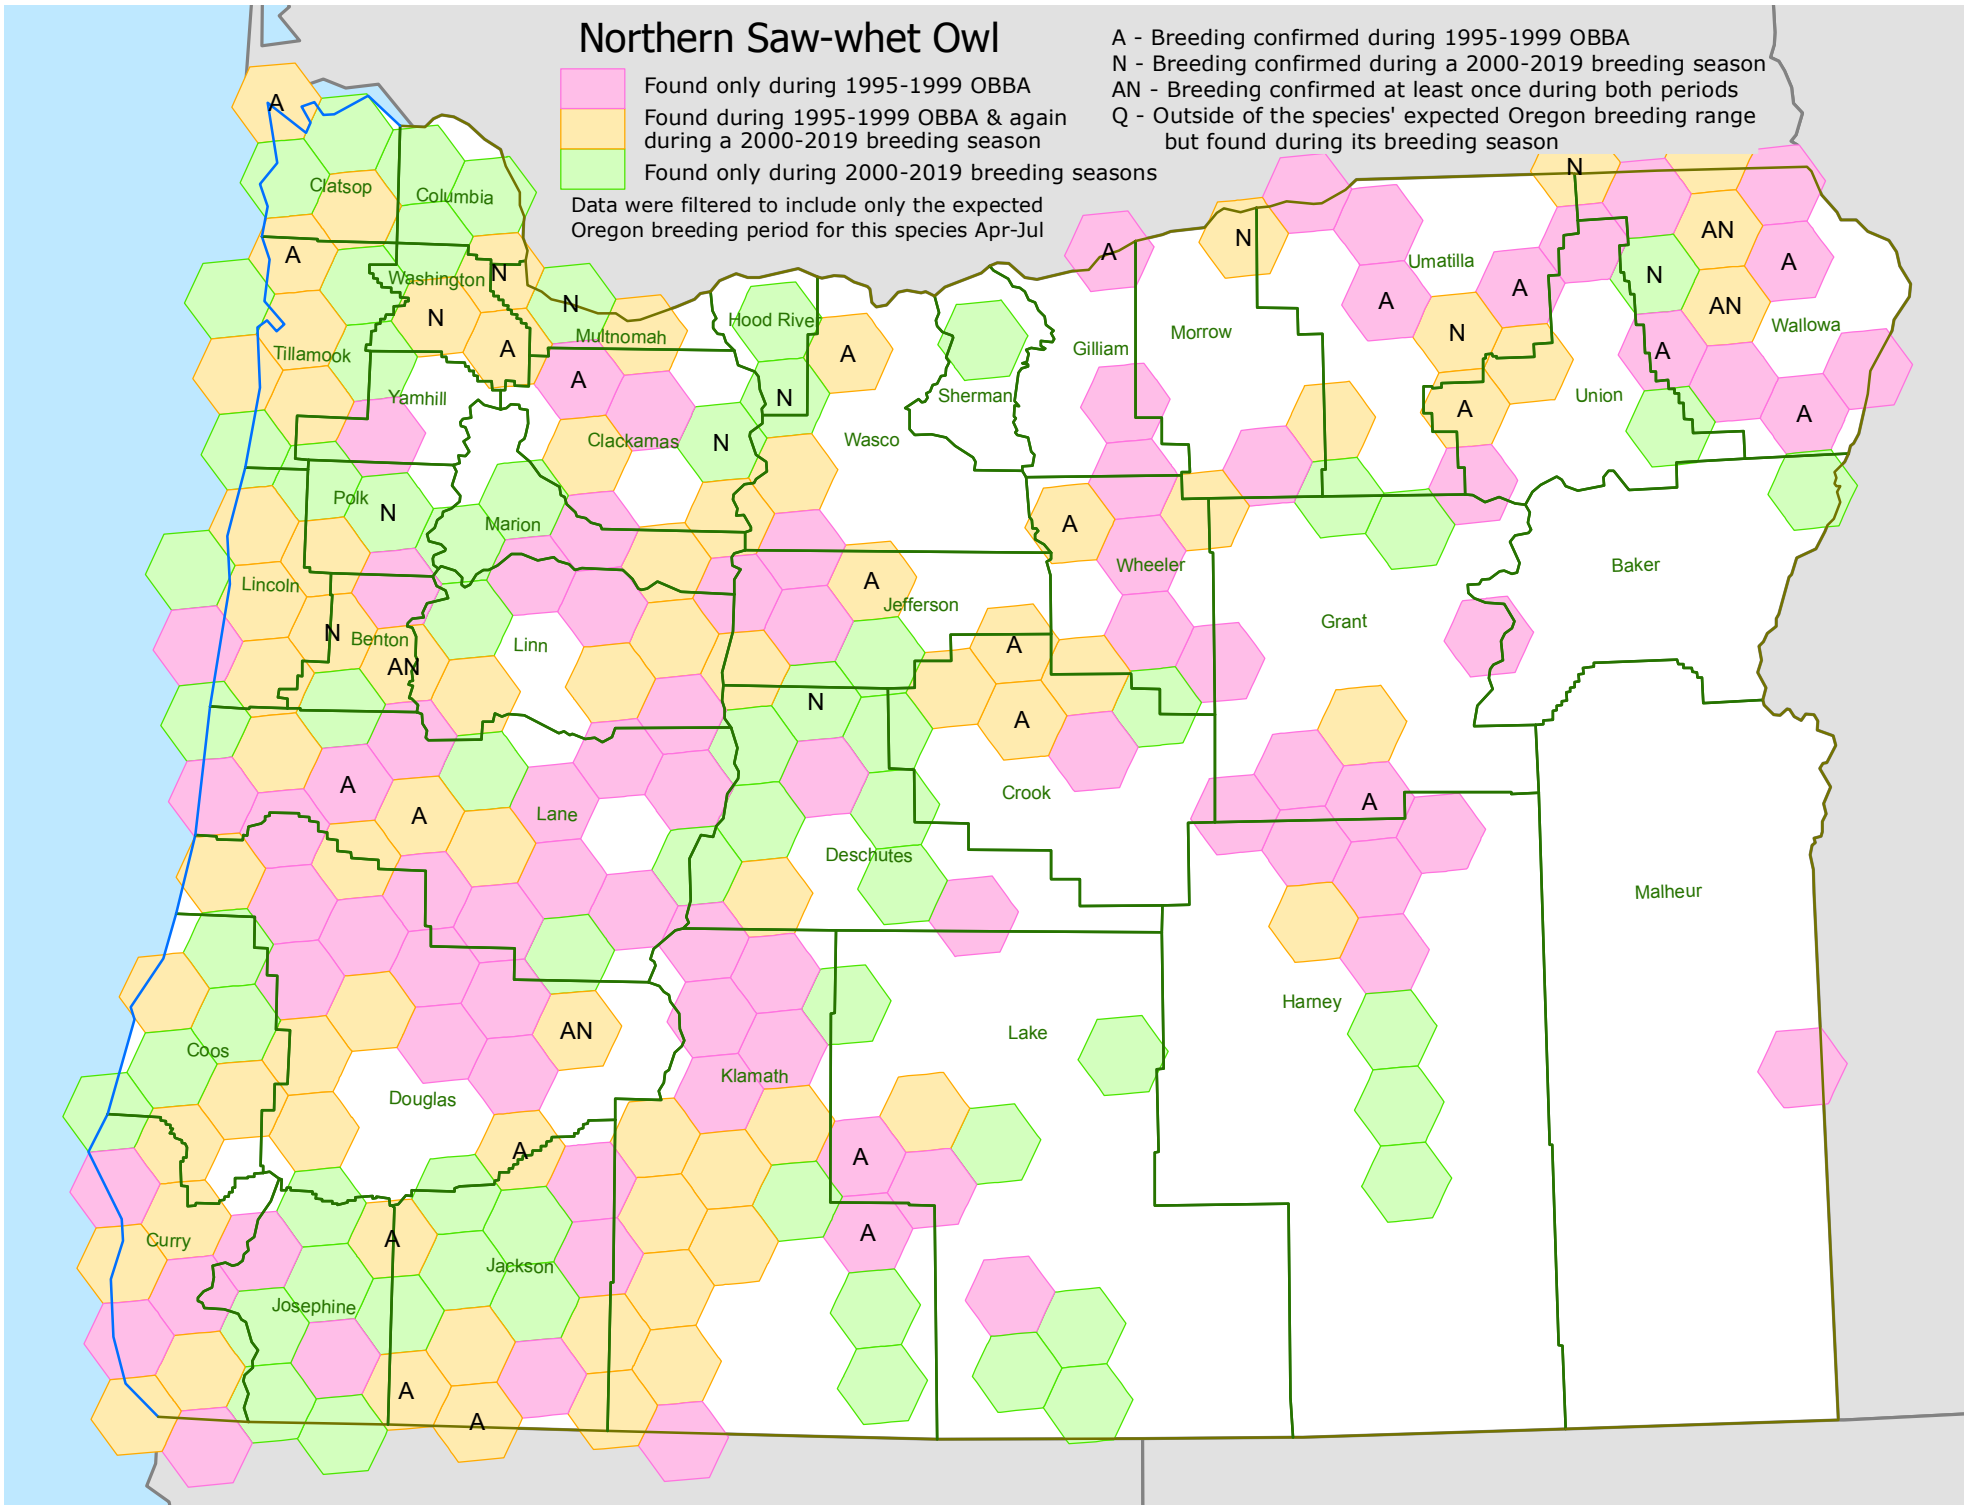 Northern Saw-whet Owl
Found only during 1995-1999 OBBA
Found during 1995-1999 OBBA & again
during a 2000-2019 breeding season
Found only during 2000-2019 breeding seasons
Data were filtered to include only the expected
Oregon breeding period for this species Apr-Jul
A - Breeding confirmed during 1995-1999 OBBA
N - Breeding confirmed during a 2000-2019 breeding season
AN - Breeding confirmed at least once during both periods
Q - Outside of the species' expected Oregon breeding range
but found during its breeding season
A
N
Clatsop
Columbia
AN
N
A
A
A
Umatilla
Washington
N
N
A
N
A
A
N
AN
N
Hood River
Multnomah
Wallowa
Morrow
N
A
Gilliam
A
A
Tillamook
A
Yamhill
N
Sherman
Union
A
A
Clackamas
N
Wasco
Polk
N
Marion
A
Wheeler
Baker
Lincoln
A
Jefferson
Grant
N
Benton
Linn
A
AN
N
A
A
A
Crook
A
A
Lane
Deschutes
Malheur
Harney
AN
Lake
Coos
Klamath
Douglas
A
A
A
A
Curry
Jackson
Josephine
A
A